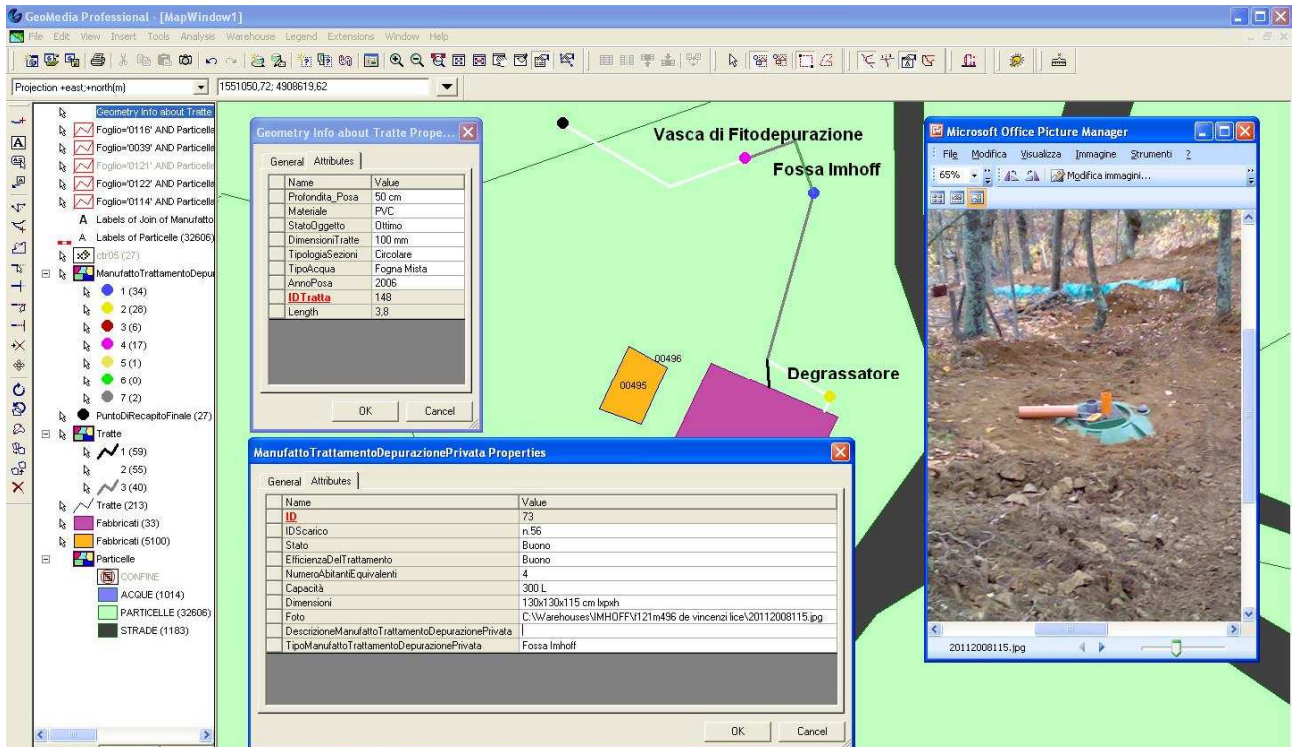 GeoMedia Professional - [MapWindow1]
File Edit View Insert Tools Analysis Warehouse Legend Extensions Window Help
Projection +east;+north(m)
1551050,72; 4908619,62
Geometry Info about Tratte
Foglio='0116' AND Particelle
Foglio='0039' AND Particelle
Foglio='0121' AND Particelle
Foglio='0122' AND Particelle
Foglio='0114' AND Particelle
A Labels of Join of Manufatto
A Labels of Particelle (32606)
ctr05 (27)
ManufattoTrattamentoDepur
1 (34)
2 (28)
3 (6)
4 (17)
5 (1)
6 (0)
7 (2)
PuntoDiRecapitoFinale (27)
Tratte
1 (59)
2 (55)
3 (40)
Tratte (213)
Fabbricati (33)
Fabbricati (5100)
Particelle
CONFINE
ACQUE (1014)
PARTICELLE (32606)
STRADE (1183)
Geometry Info about Tratte Prope...
General Attributes
Name Value
Profondita_Posa 50 cm
Materiale PVC
StatoOggetto Ottimo
DimensioniTratte 100 mm
TipologiaSezioni Circolare
TipoAcqua Fogna Mista
AnnoPosa 2006
IDTratta 148
Length 3,8
OK Cancel
Vasca di Fitodepurazione
Fossa Imhoff
00496
00495
Degrassatore
ManufattoTrattamentoDepurazionePrivata Properties
General Attributes
Name Value
ID 73
IDScarico n.56
Stato Buono
EfficienzaDelTrattamento Buono
NumeroAbitantiEquivalenti 4
Capacità 300 L
Dimensioni 130x130x115 cm lxpxh
Foto C:\Warehouses\IMHOFF\f121m496 de vincenzi lice\20112008115.jpg
DescrizioneManufattoTrattamentoDepurazionePrivata
TipoManufattoTrattamentoDepurazionePrivata Fossa Imhoff
OK Cancel
Microsoft Office Picture Manager
File Modifica Visualizza Immagine Strumenti ?
65% Modifica immagini...
20112008115.jpg